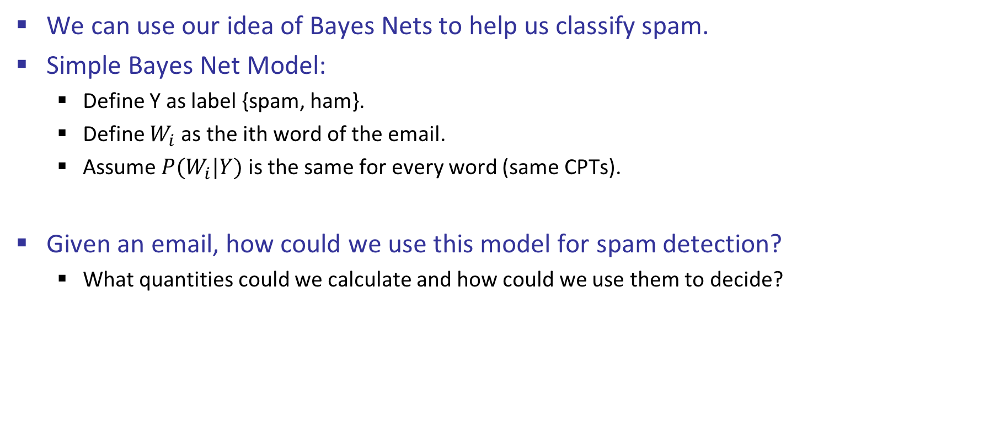 ▪ We can use our idea of Bayes Nets to help us classify spam.
▪ Simple Bayes Net Model:
▪ Define Y as label {spam, ham}.
▪ Define W_i as the ith word of the email.
▪ Assume P(W_i|Y) is the same for every word (same CPTs).
▪ Given an email, how could we use this model for spam detection?
▪ What quantities could we calculate and how could we use them to decide?